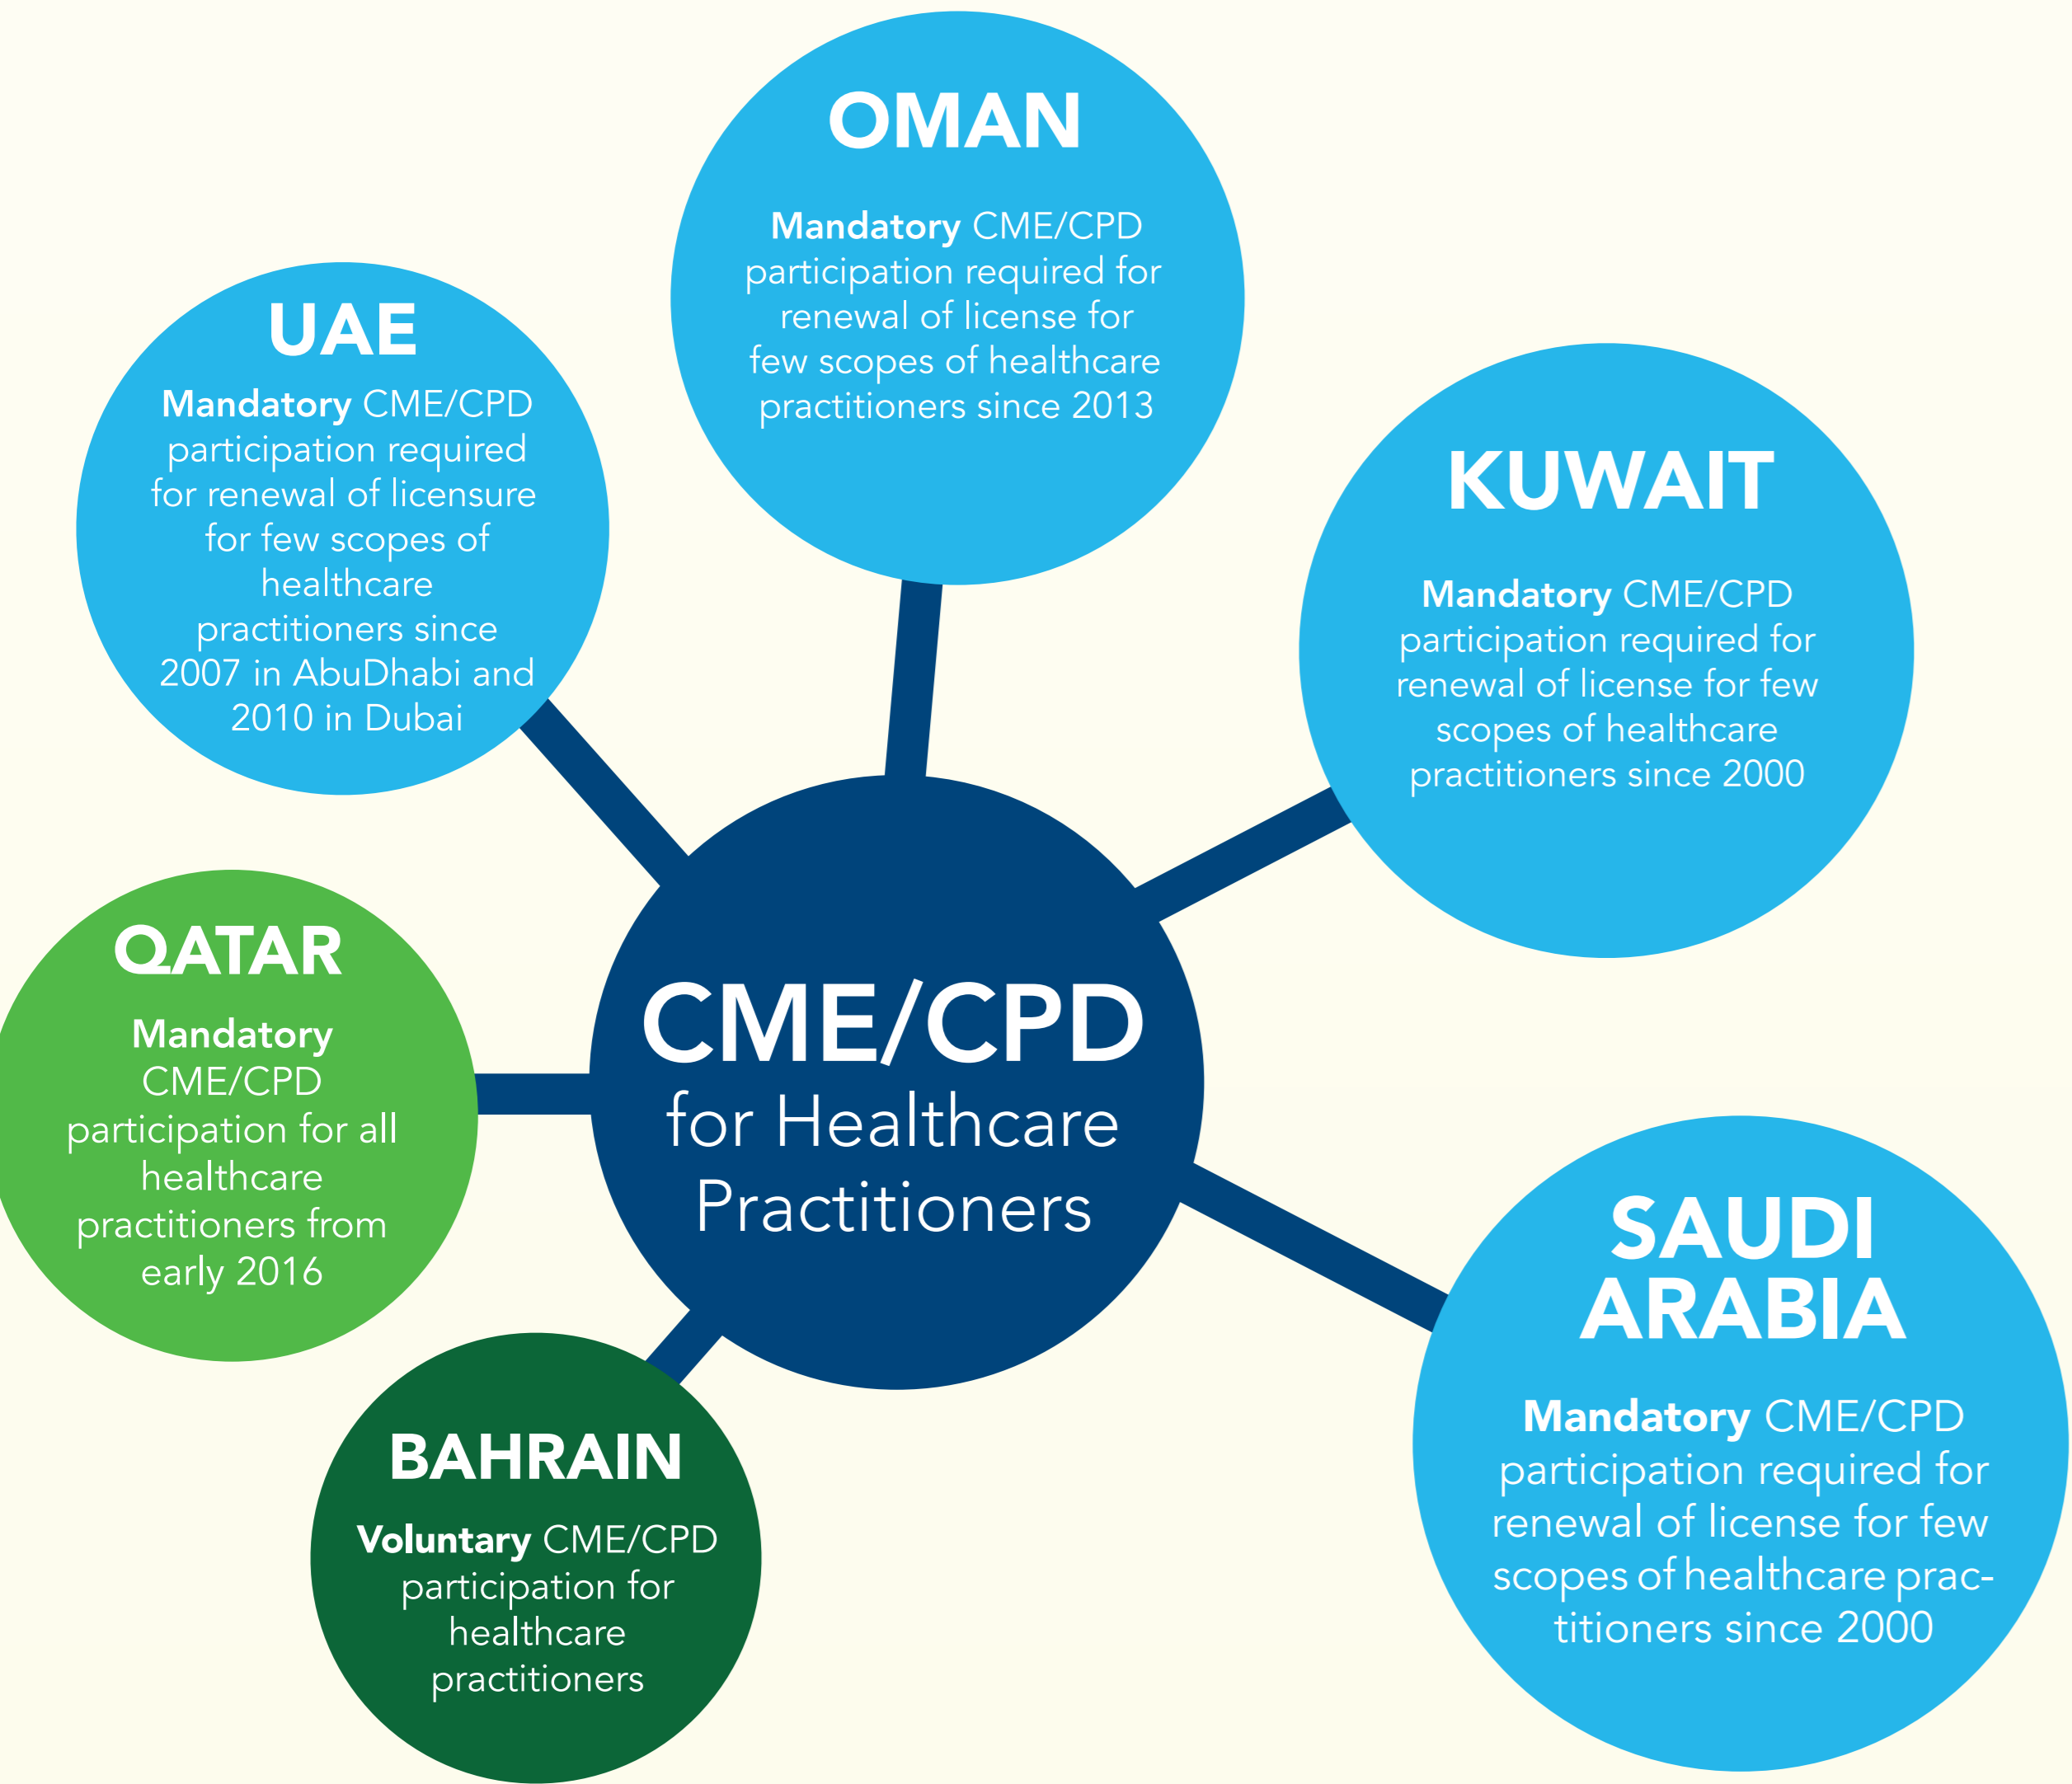 OMAN
Mandatory CME/CPD
participation required for
renewal of license for
few scopes of healthcare
practitioners since 2013
UAE
Mandatory CME/CPD
participation required
for renewal of licensure
for few scopes of
healthcare
practitioners since
2007 in AbuDhabi and
2010 in Dubai
KUWAIT
Mandatory CME/CPD
participation required for
renewal of license for few
scopes of healthcare
practitioners since 2000
QATAR
Mandatory
CME/CPD
participation for all
healthcare
practitioners from
early 2016
CME/CPD
for Healthcare
Practitioners
SAUDI
ARABIA
Mandatory CME/CPD
participation required for
renewal of license for few
scopes of healthcare prac-
titioners since 2000
BAHRAIN
Voluntary CME/CPD
participation for
healthcare
practitioners